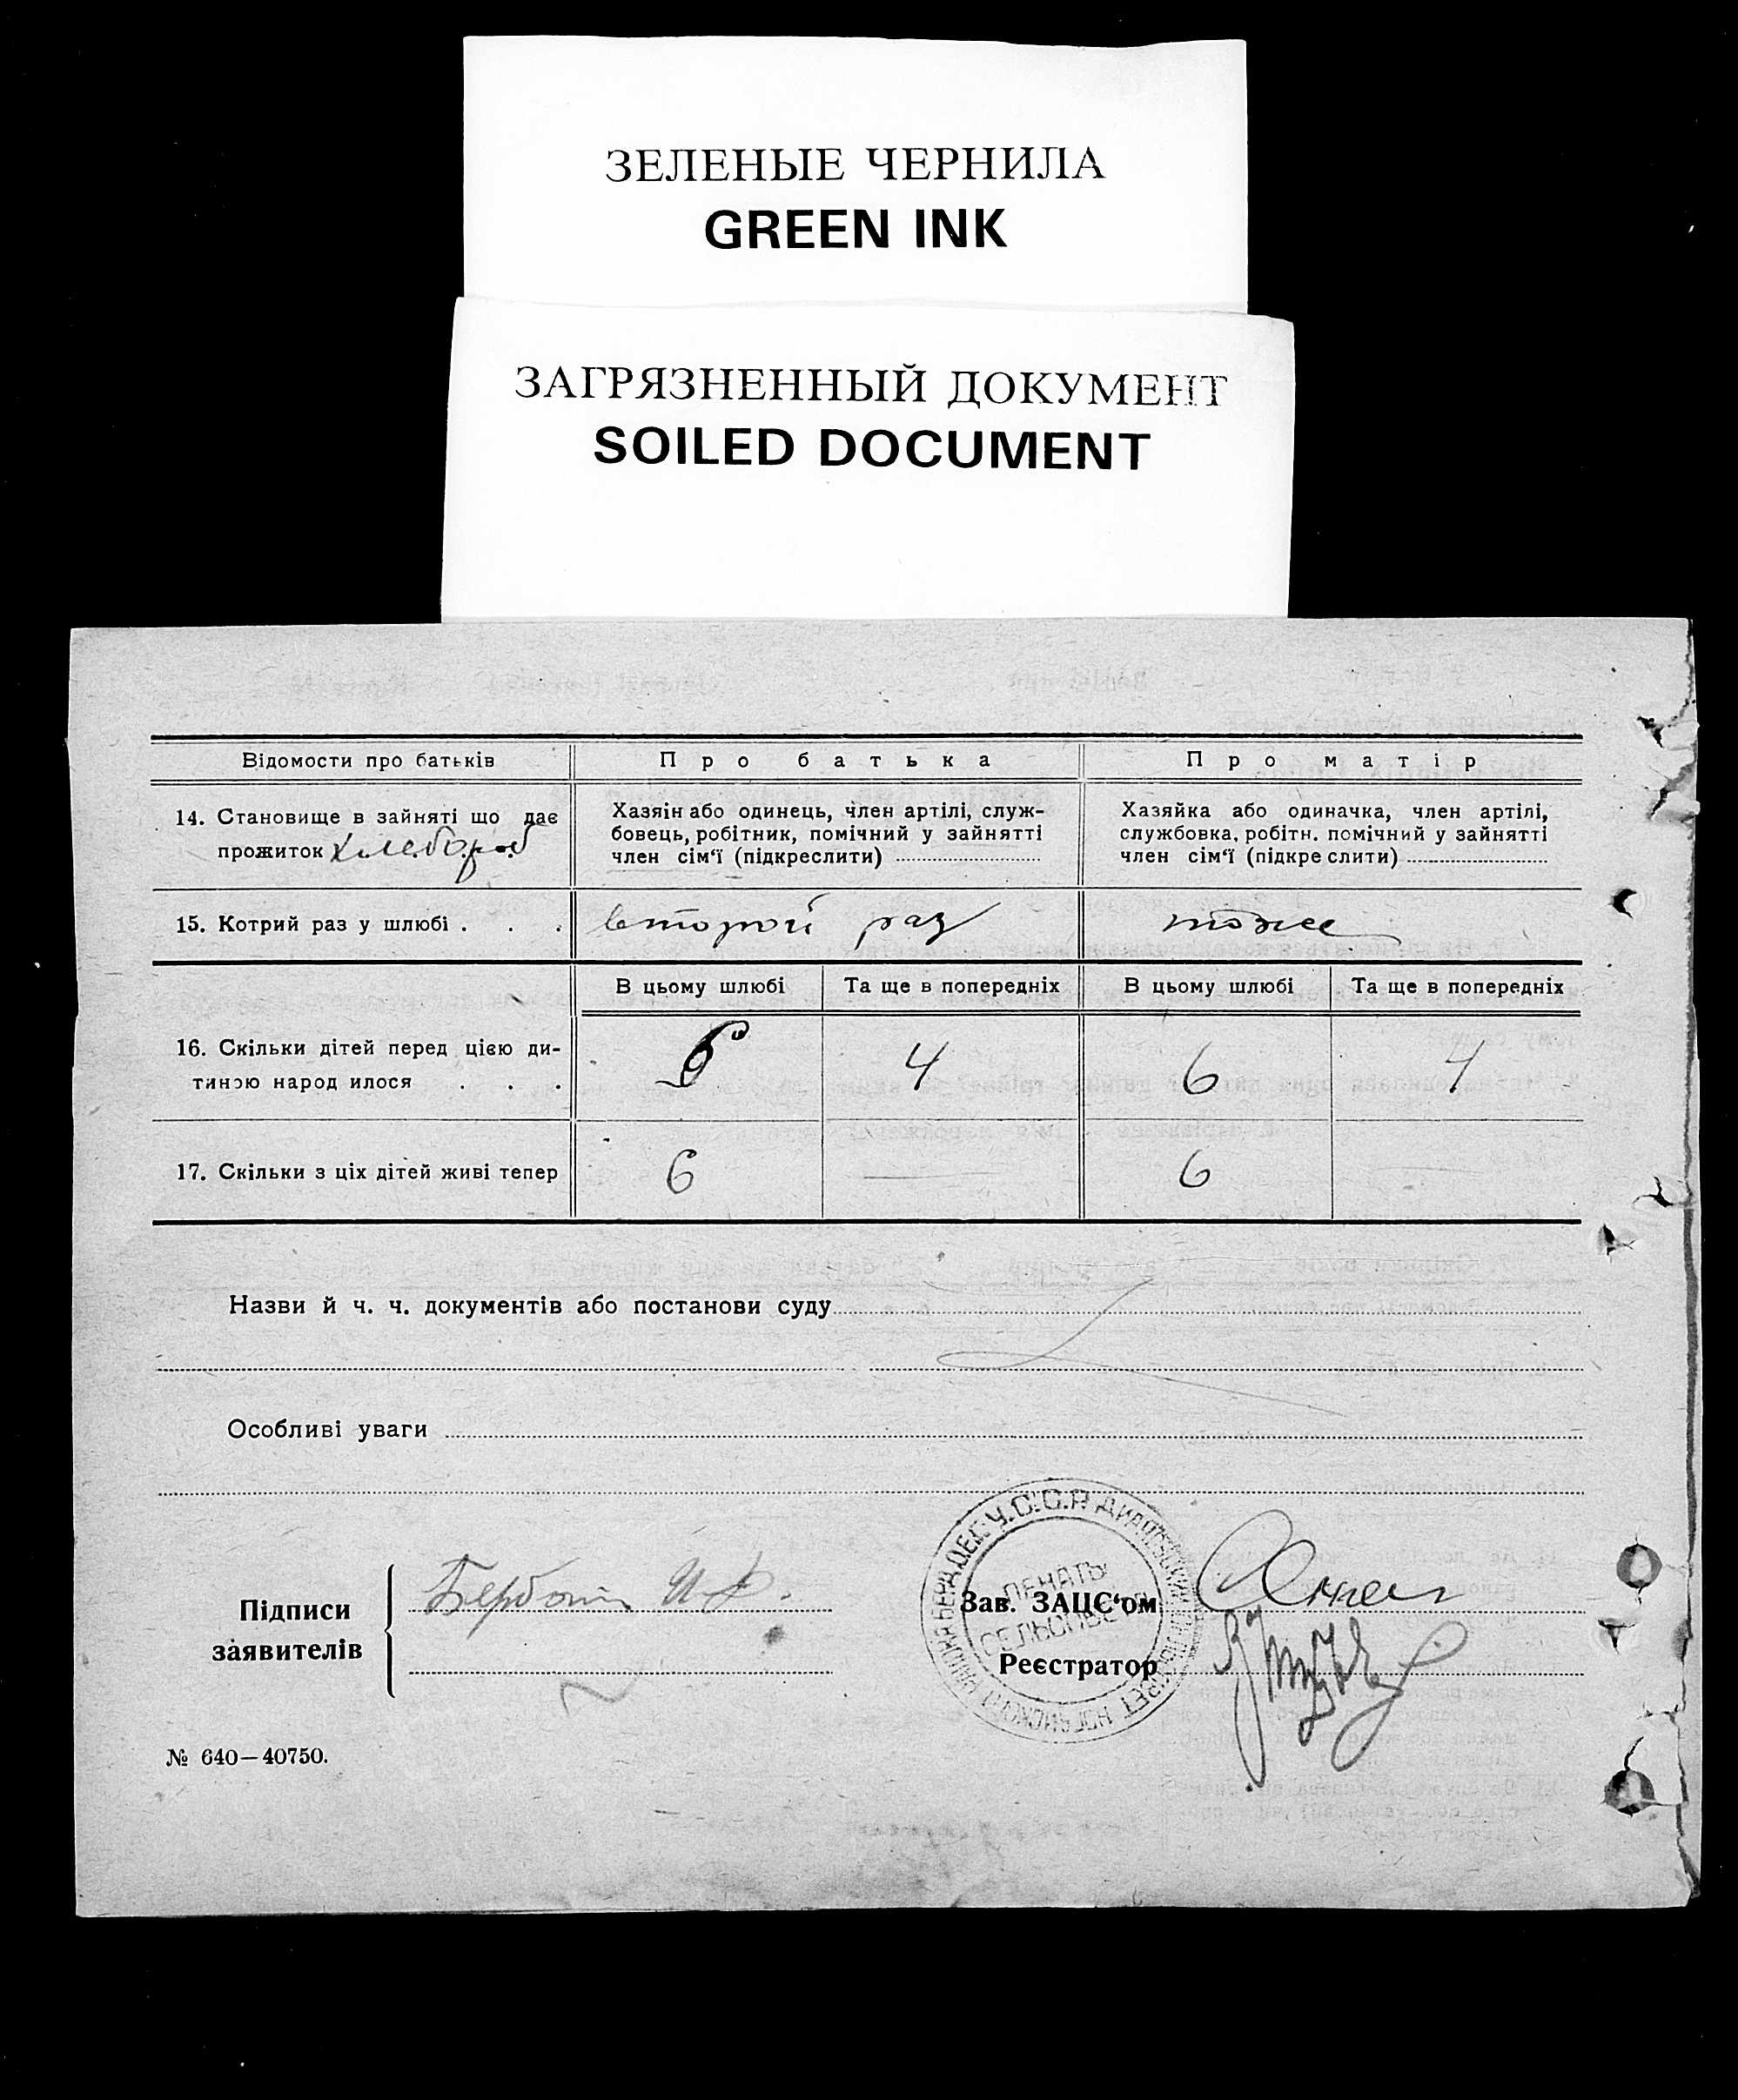 ЗЕЛЕНЫЕ ЧЕРНИЛА
GREEN INK
ЗАГРЯЗНЕННЫЙ ДОКУМЕНТ
SOILED DOCUMENT
Відомости про батьків
Про батька
Про матір
14. Становище в зайняті що дає
прожиток хлебороб
Хазяін або одинець, член артілі, служ-
бовець, робітник, помічний у зайнятті
член сім‘ї (підкреслити)
Хазяйка або одиначка, член артілі,
службовка, робітн. помічний у зайнятті
член сім‘ї (підкреслити)
15. Котрий раз у шлюбі . . .
второй раз
тоже
В цьому шлюбі
Та ще в попередніх
В цьому шлюбі
Та ще в попередніх
16. Скільки дітей перед цією ди-
тиною народилося . . .
6
4
6
4
17. Скільки з ціх дітей живі тепер
6
—
6
Назви й ч. ч. документів або постанови суду
Особливі уваги
Підписи
заявителів
У.С.С.Р.
ПЕЧАТЬ
Зав. ЗАЦС‘ом
Реєстратор
№ 640—40750.